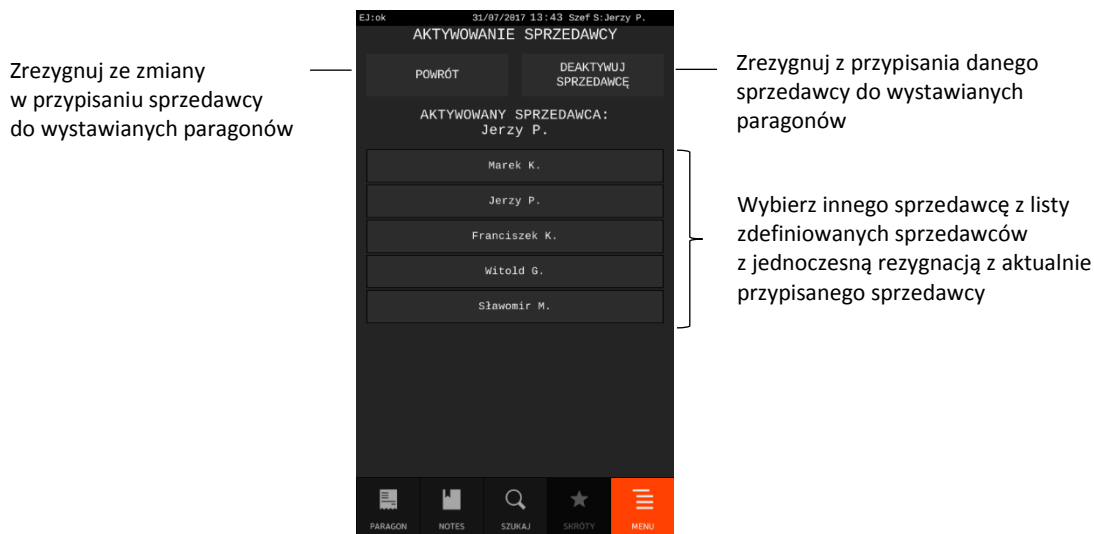 EJ:ok 31/07/2017 13:43 Szef S:Jerzy P.
AKTYWOWANIE SPRZEDAWCY
POWRÓT
DEAKTYWUJ
SPRZEDAWCĘ
AKTYWOWANY SPRZEDAWCA:
Jerzy P.
Marek K.
Jerzy P.
Franciszek K.
Witold G.
Sławomir M.
PARAGON
NOTES
SZUKAJ
SKRÓTY
MENU
Zrezygnuj ze zmiany
w przypisaniu sprzedawcy
do wystawianych paragonów
Zrezygnuj z przypisania danego
sprzedawcy do wystawianych
paragonów
Wybierz innego sprzedawcę z listy
zdefiniowanych sprzedawców
z jednoczesną rezygnacją z aktualnie
przypisanego sprzedawcy